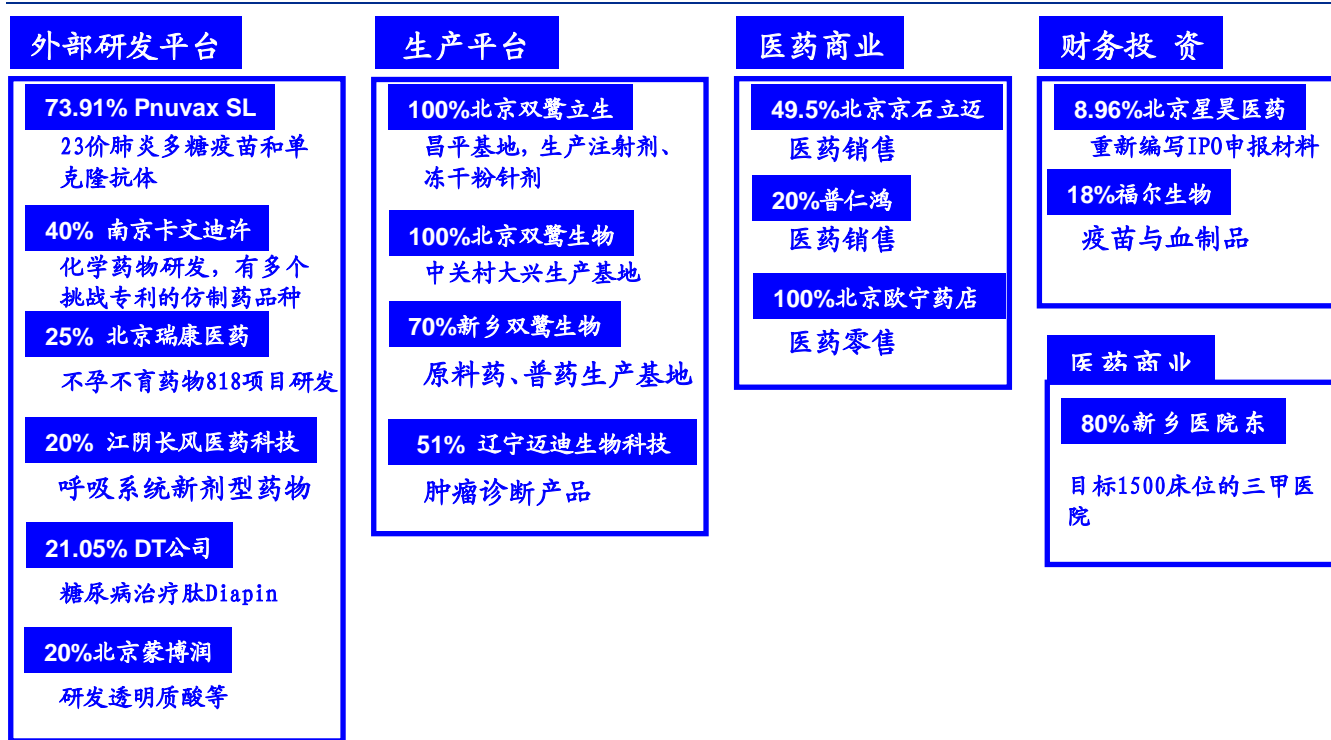 外部研发平台
73.91% Pnuvax SL
23价肺炎多糖疫苗和单
克隆抗体
40% 南京卡文迪许
化学药物研发，有多个
挑战专利的仿制药品种
25% 北京瑞康医药
不孕不育药物818项目研发
20% 江阴长风医药科技
呼吸系统新剂型药物
21.05% DT公司
糖尿病治疗肽Diapin
20%北京蒙博润
研发透明质酸等
生产平台
100%北京双鹭立生
昌平基地,生产注射剂、
冻干粉针剂
100%北京双鹭生物
中关村大兴生产基地
70%新乡双鹭生物
原料药、普药生产基地
51% 辽宁迈迪生物科技
肿瘤诊断产品
医药商业
49.5%北京京石立迈
医药销售
20%普仁鸿
医药销售
100%北京欧宁药店
医药零售
财务投 资
8.96%北京星昊医药
重新编写IPO申报材料
18%福尔生物
疫苗与血制品
医药商业
80%新乡医院东
目标1500床位的三甲医
院